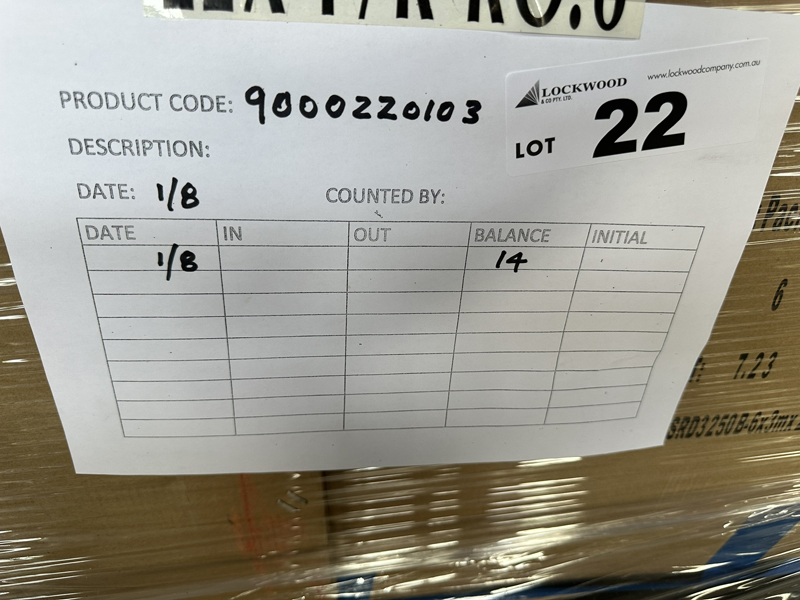 PRODUCT CODE: 9000220103
LOCKWOOD
& CO PTY. LTD.
www.lockwoodcompany.com.au
LOT 22
DESCRIPTION:
DATE: 1/8
COUNTED BY:
DATE IN OUT BALANCE INITIAL
1/8 14
6
7.23